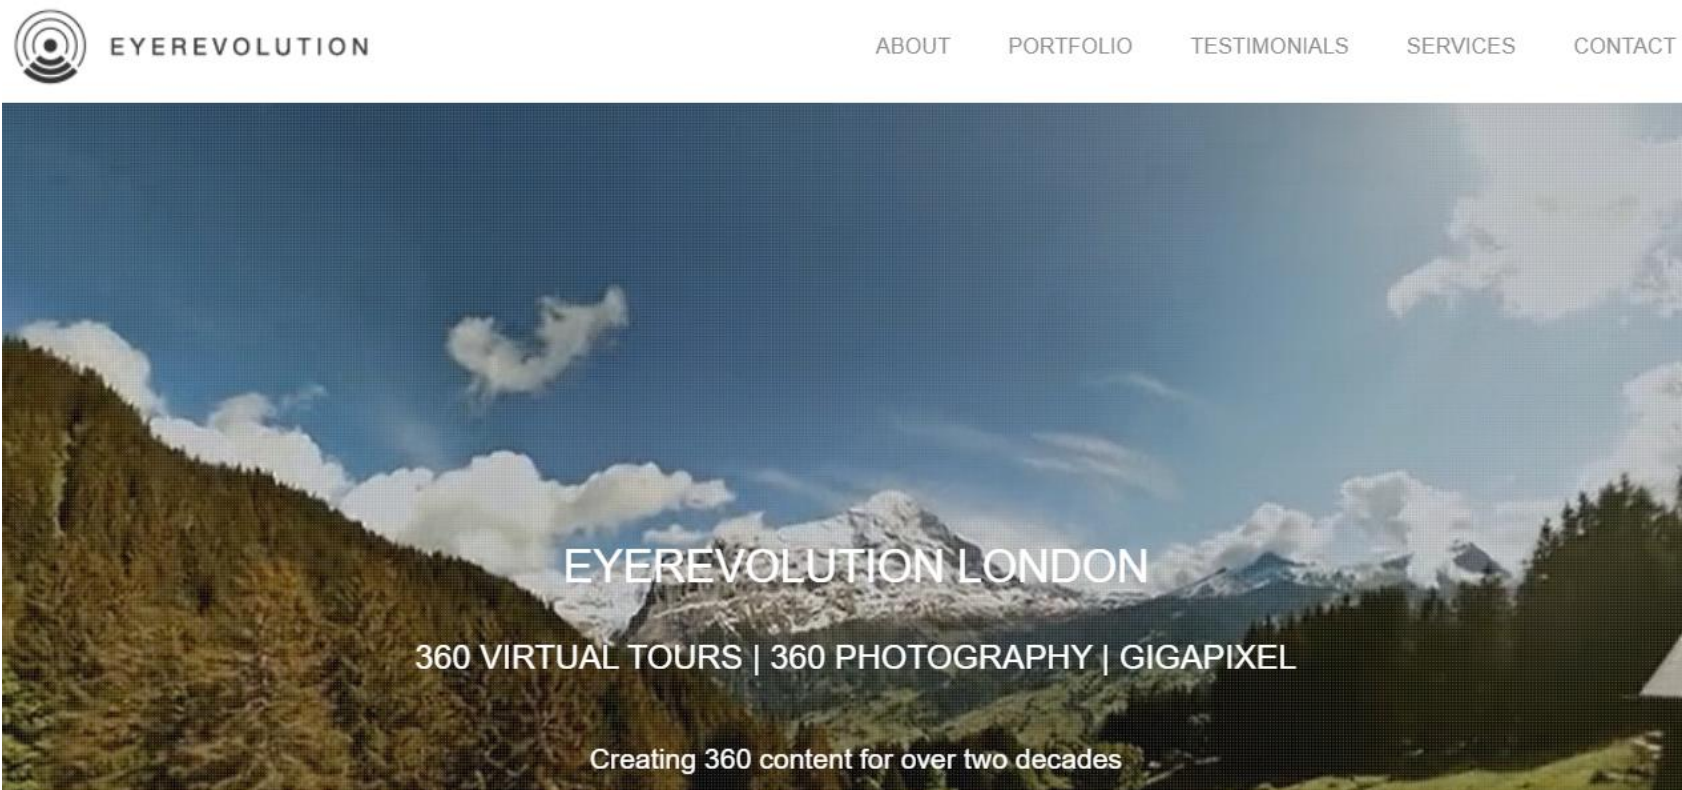 EYEREVOLUTION
ABOUT
PORTFOLIO
TESTIMONIALS
SERVICES
CONTACT
EYEREVOLUTION LONDON
360 VIRTUAL TOURS | 360 PHOTOGRAPHY | GIGAPIXEL
Creating 360 content for over two decades